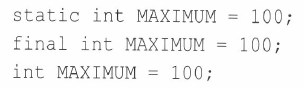 static int MAXIMUM = 100;
final int MAXIMUM = 100;
int MAXIMUM = 100;